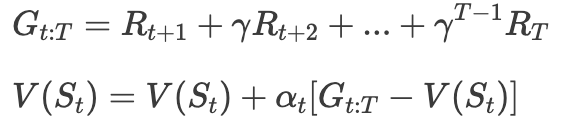 G_{t:T} = R_{t+1} + γR_{t+2} + ... + γ^{T−1}R_T
V(S_t) = V(S_t) + α_t[G_{t:T} − V(S_t)]